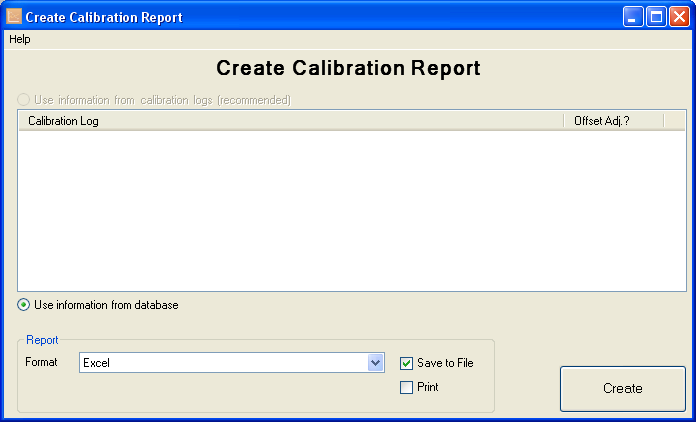 Create Calibration Report
Help
Create Calibration Report
Use information from calibration logs (recommended)
Calibration Log Offset Adj.?
Use information from database
Report
Format Excel Save to File
Print
Create